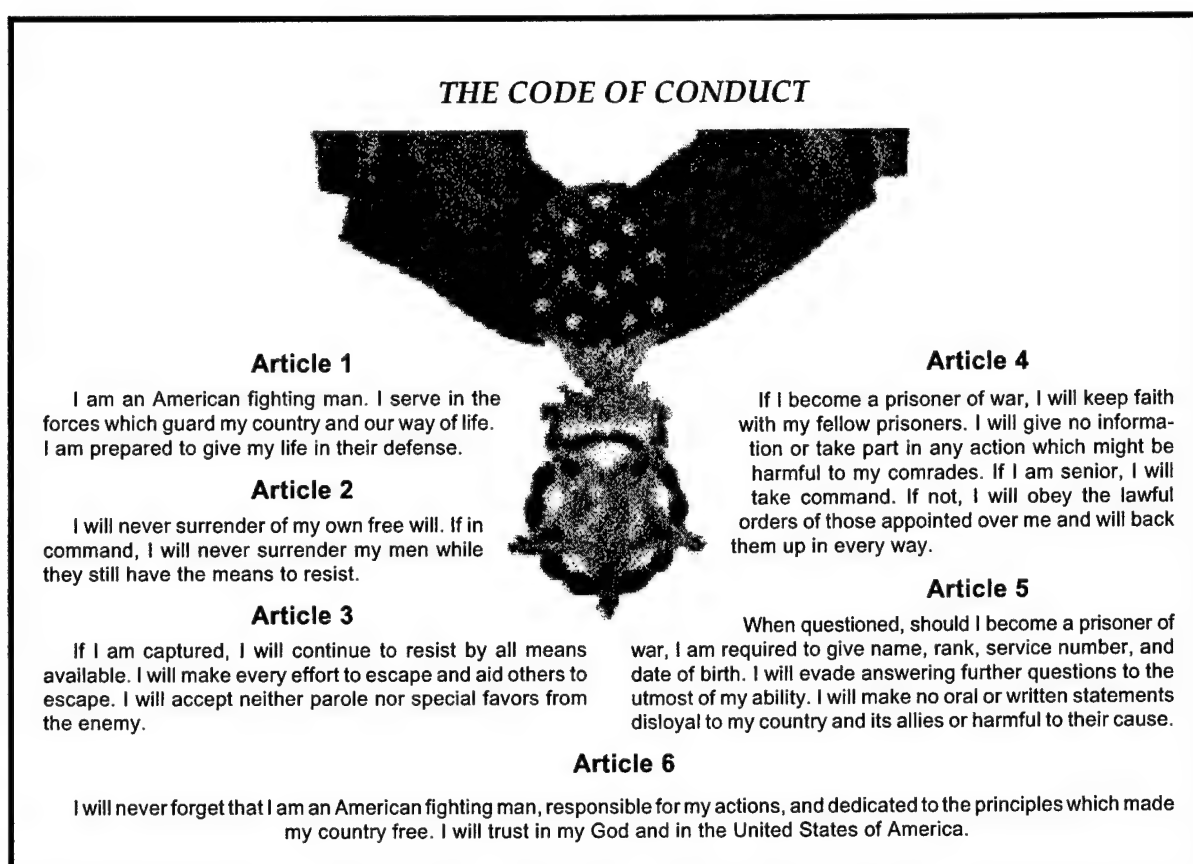 THE CODE OF CONDUCT
Article 1
I am an American fighting man. I serve in the
forces which guard my country and our way of life.
I am prepared to give my life in their defense.
Article 2
I will never surrender of my own free will. If in
command, I will never surrender my men while
they still have the means to resist.
Article 3
If I am captured, I will continue to resist by all means
available. I will make every effort to escape and aid others to
escape. I will accept neither parole nor special favors from
the enemy.
Article 4
If I become a prisoner of war, I will keep faith
with my fellow prisoners. I will give no informa-
tion or take part in any action which might be
harmful to my comrades. If I am senior, I will
take command. If not, I will obey the lawful
orders of those appointed over me and will back
them up in every way.
Article 5
When questioned, should I become a prisoner of
war, I am required to give name, rank, service number, and
date of birth. I will evade answering further questions to the
utmost of my ability. I will make no oral or written statements
disloyal to my country and its allies or harmful to their cause.
Article 6
I will never forget that I am an American fighting man, responsible for my actions, and dedicated to the principles which made
my country free. I will trust in my God and in the United States of America.